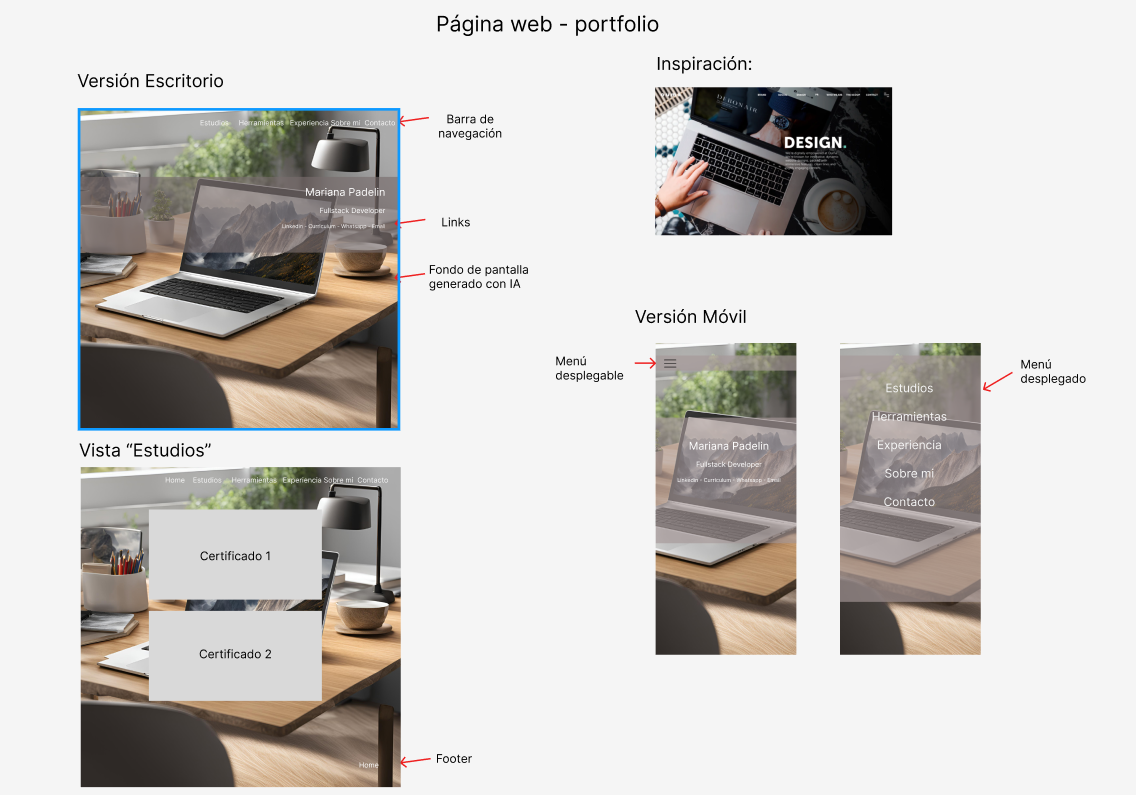 Página web - portfolio
Versión Escritorio
Estudios Herramientas Experiencia Sobre mi Contacto
Mariana Padelin
Fullstack Developer
Linkedin - Curriculum - Whatsapp - Email
Barra de
navegación
Links
Fondo de pantalla
generado con IA
Inspiración:
DESIGN.
Versión Móvil
Menú
desplegable
Mariana Padelin
Fullstack Developer
Linkedin - Curriculum - Whatsapp - Email
Estudios
Herramientas
Experiencia
Sobre mi
Contacto
Menú
desplegado
Vista “Estudios”
Home Estudios Herramientas Experiencia Sobre mi Contacto
Certificado 1
Certificado 2
Home
Footer